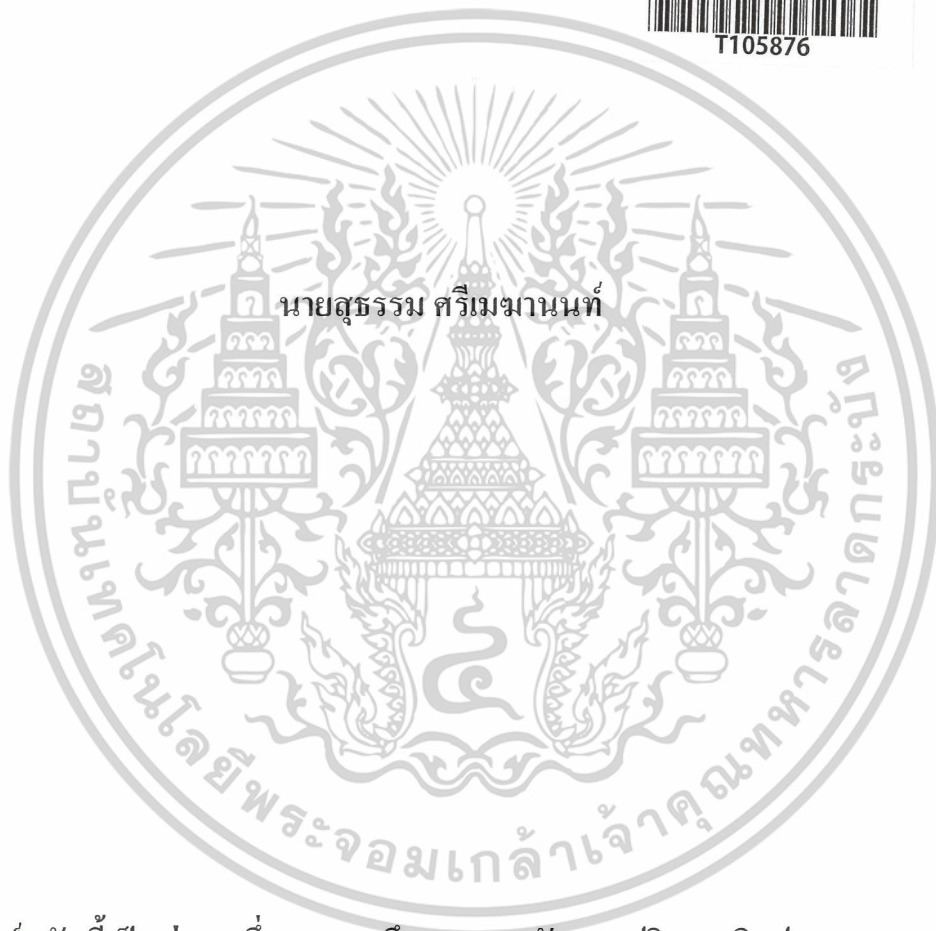 T105876
นายสุธรรม ศรีเมฆานนท์
สถาบันเทคโนโลยีพระจอมเกล้าเจ้าคุณทหารลาดกระบัง
๔